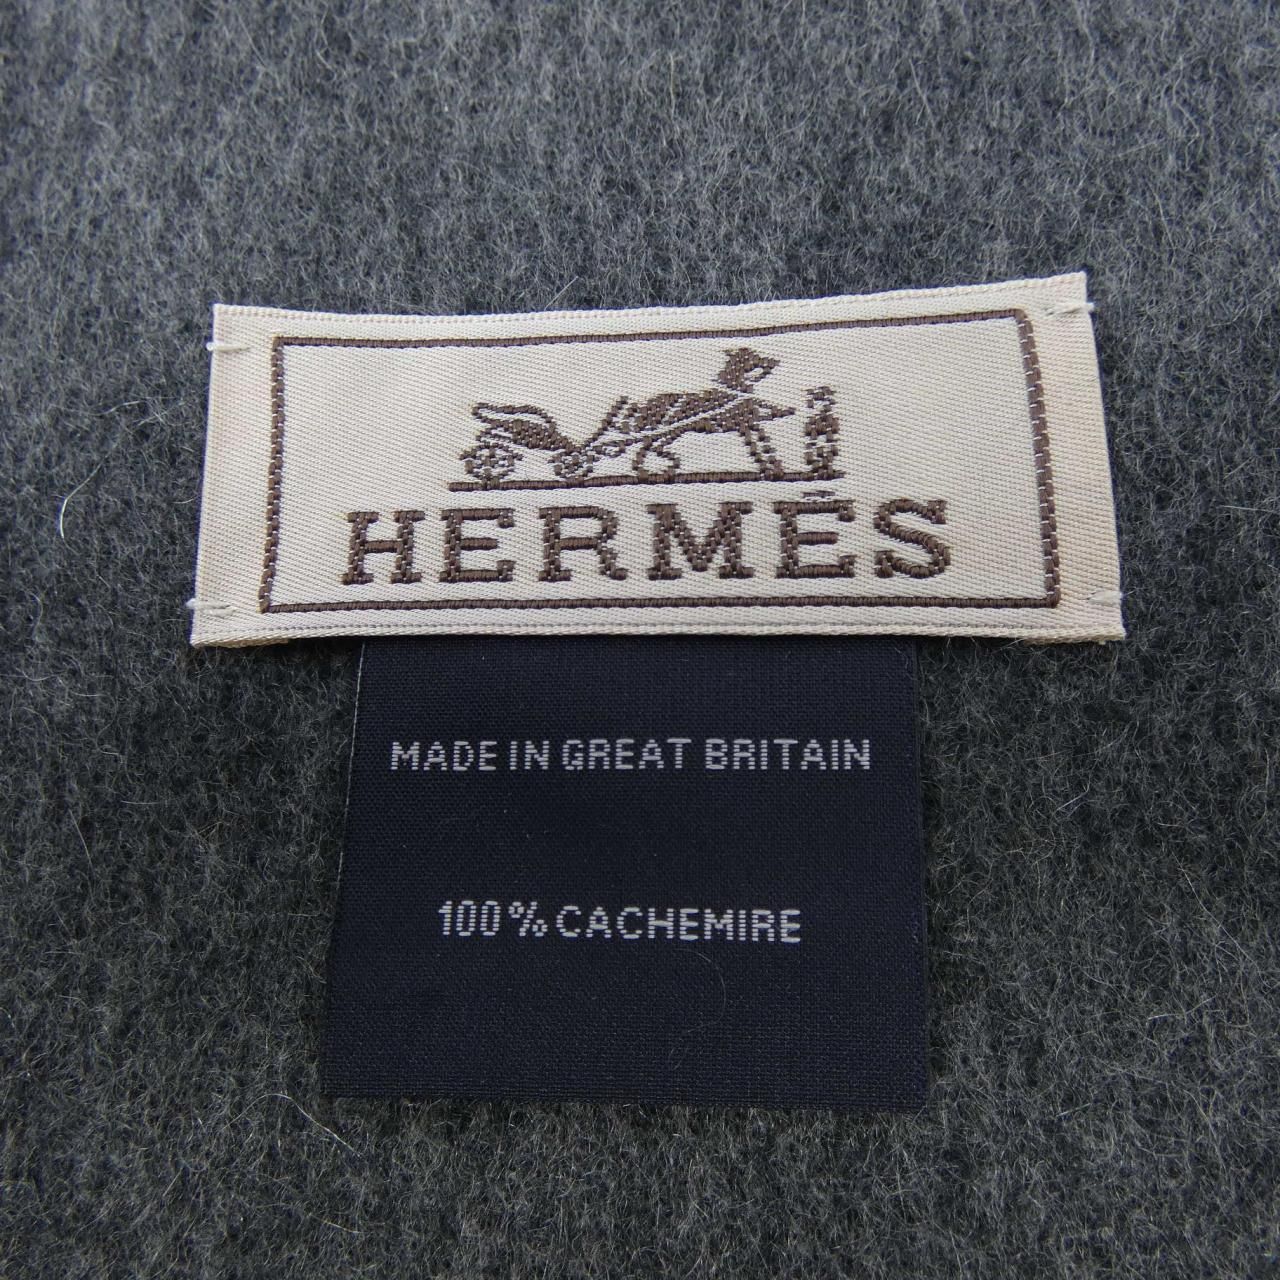 HERMÈS
MADE IN GREAT BRITAIN
100% CACHEMIRE